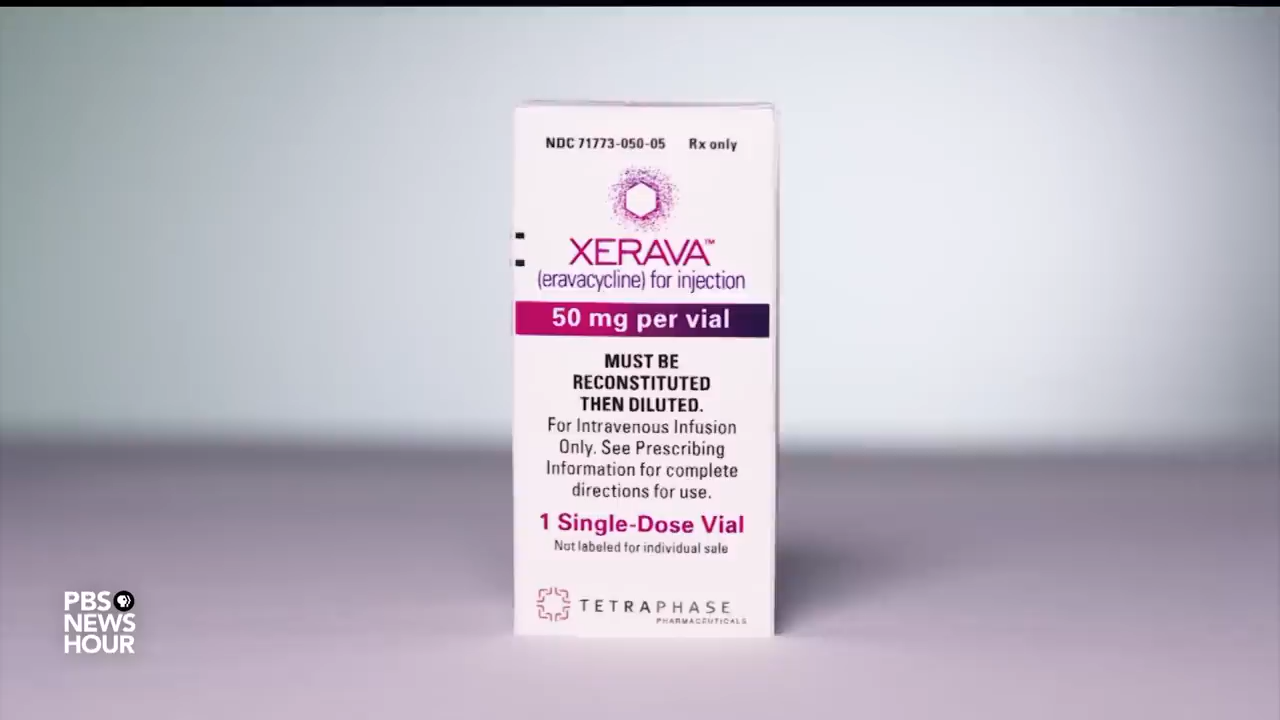 NDC 71773-050-05 Rx only
XERAVA™
(eravacycline) for injection
50 mg per vial
MUST BE
RECONSTITUTED
THEN DILUTED.
For Intravenous Infusion
Only. See Prescribing
Information for complete
directions for use.
1 Single-Dose Vial
Not labeled for individual sale
TETRAPHASE
PHARMACEUTICALS
PBS
NEWS
HOUR